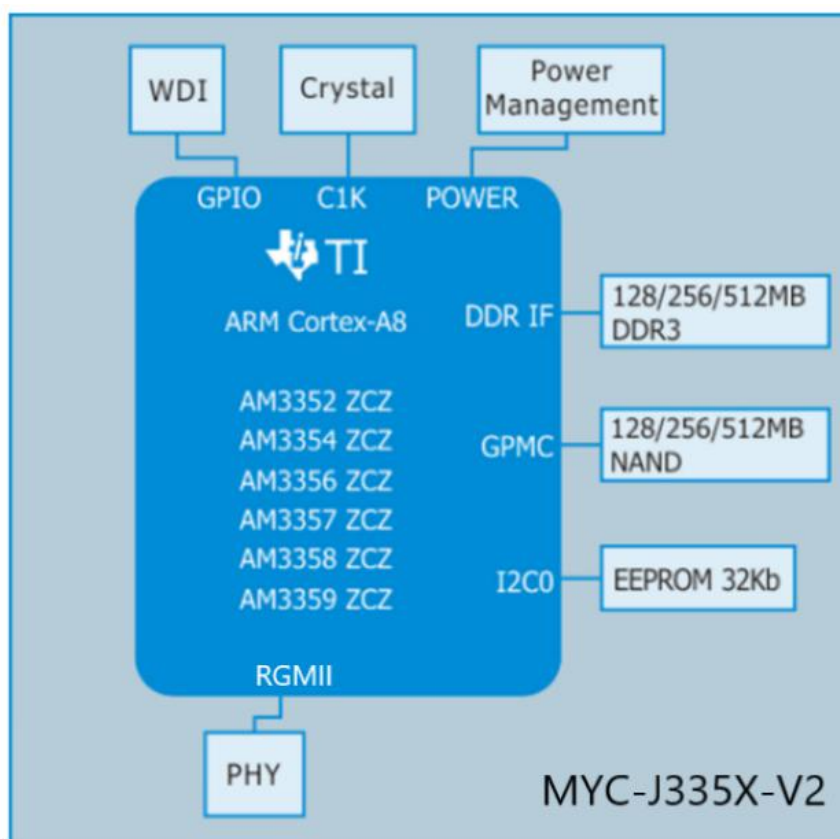 WDI
Crystal
Power
Management
GPIO
C1K
POWER
TI
ARM Cortex-A8
DDR IF
128/256/512MB
DDR3
AM3352 ZCZ
AM3354 ZCZ
AM3356 ZCZ
AM3357 ZCZ
AM3358 ZCZ
AM3359 ZCZ
GPMC
128/256/512MB
NAND
I2C0
EEPROM 32Kb
RGMII
PHY
MYC-J335X-V2